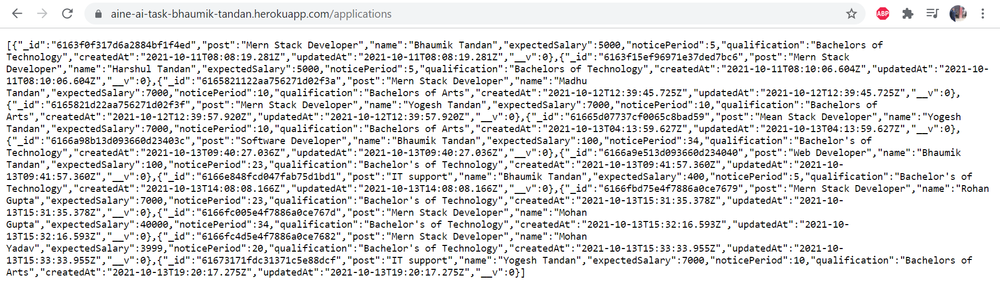 aine-ai-task-bhaumik-tandan.herokuapp.com/applications
ABP
[{"_id":"6163f0f317d6a2884bf1f4ed","post":"Mern Stack Developer","name":"Bhaumik Tandan","expectedSalary":5000,"noticePeriod":5,"qualification":"Bachelors of
Technology","createdAt":"2021-10-11T08:08:19.281Z","updatedAt":"2021-10-11T08:08:19.281Z","__v":0},{"_id":"6163f15ef96971e37ded7bc6","post":"Mern Stack
Developer","name":"Harshul Tandan","expectedSalary":5000,"noticePeriod":5,"qualification":"Bachelors of Technology","createdAt":"2021-10-11T08:10:06.604Z","updatedAt":"2021-10-
11T08:10:06.604Z","__v":0},{"_id":"6165821122aa756271d02f3a","post":"Mern Stack Developer","name":"Madhu
Tandan","expectedSalary":7000,"noticePeriod":10,"qualification":"Bachelors of Arts","createdAt":"2021-10-12T12:39:45.725Z","updatedAt":"2021-10-12T12:39:45.725Z","__v":0},
{"_id":"6165821d22aa756271d02f3f","post":"Mern Stack Developer","name":"Yogesh Tandan","expectedSalary":7000,"noticePeriod":10,"qualification":"Bachelors of
Arts","createdAt":"2021-10-12T12:39:57.920Z","updatedAt":"2021-10-12T12:39:57.920Z","__v":0},{"_id":"61665d07737cf0065c8bad59","post":"Mean Stack Developer","name":"Yogesh
Tandan","expectedSalary":7000,"noticePeriod":10,"qualification":"Bachelors of Arts","createdAt":"2021-10-13T04:13:59.627Z","updatedAt":"2021-10-13T04:13:59.627Z","__v":0},
{"_id":"6166a98b13d093660d23403c","post":"Software Developer","name":"Bhaumik Tandan","expectedSalary":100,"noticePeriod":34,"qualification":"Bachelor's of
Technology","createdAt":"2021-10-13T09:40:27.036Z","updatedAt":"2021-10-13T09:40:27.036Z","__v":0},{"_id":"6166a9e513d093660d234040","post":"Web Developer","name":"Bhaumik
Tandan","expectedSalary":100,"noticePeriod":23,"qualification":"Bachelor's of Technology","createdAt":"2021-10-13T09:41:57.360Z","updatedAt":"2021-10-
13T09:41:57.360Z","__v":0},{"_id":"6166e848fcd047fab75d1bd1","post":"IT support","name":"Bhaumik Tandan","expectedSalary":400,"noticePeriod":5,"qualification":"Bachelor's of
Technology","createdAt":"2021-10-13T14:08:08.166Z","updatedAt":"2021-10-13T14:08:08.166Z","__v":0},{"_id":"6166fbd75e4f7886a0ce7679","post":"Mern Stack Developer","name":"Rohan
Gupta","expectedSalary":7000,"noticePeriod":23,"qualification":"Bachelor's of Technology","createdAt":"2021-10-13T15:31:35.378Z","updatedAt":"2021-10-
13T15:31:35.378Z","__v":0},{"_id":"6166fc005e4f7886a0ce767d","post":"Mern Stack Developer","name":"Mohan
Gupta","expectedSalary":40000,"noticePeriod":34,"qualification":"Bachelor's of Technology","createdAt":"2021-10-13T15:32:16.593Z","updatedAt":"2021-10-
13T15:32:16.593Z","__v":0},{"_id":"6166fc4d5e4f7886a0ce7682","post":"Mern Stack Developer","name":"Mohan
Yadav","expectedSalary":3999,"noticePeriod":20,"qualification":"Bachelor's of Technology","createdAt":"2021-10-13T15:33:33.955Z","updatedAt":"2021-10-
13T15:33:33.955Z","__v":0},{"_id":"61673171fdc31371c5e88dcf","post":"IT support","name":"Yogesh Tandan","expectedSalary":7000,"noticePeriod":10,"qualification":"Bachelors of
Arts","createdAt":"2021-10-13T19:20:17.275Z","updatedAt":"2021-10-13T19:20:17.275Z","__v":0}]